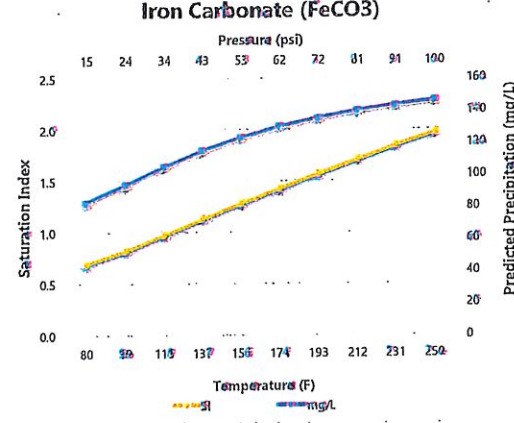 Iron Carbonate (FeCO3)
Pressure (psi)
15 24 34 43 53 62 72 81 91 100
2.5
2.0
1.5
1.0
0.5
0.0
Saturation Index
160
140
120
100
80
60
40
20
0
Predicted Precipitation (mg/L)
80 99 118 137 156 174 193 212 231 250
Temperature (F)
SI mg/L